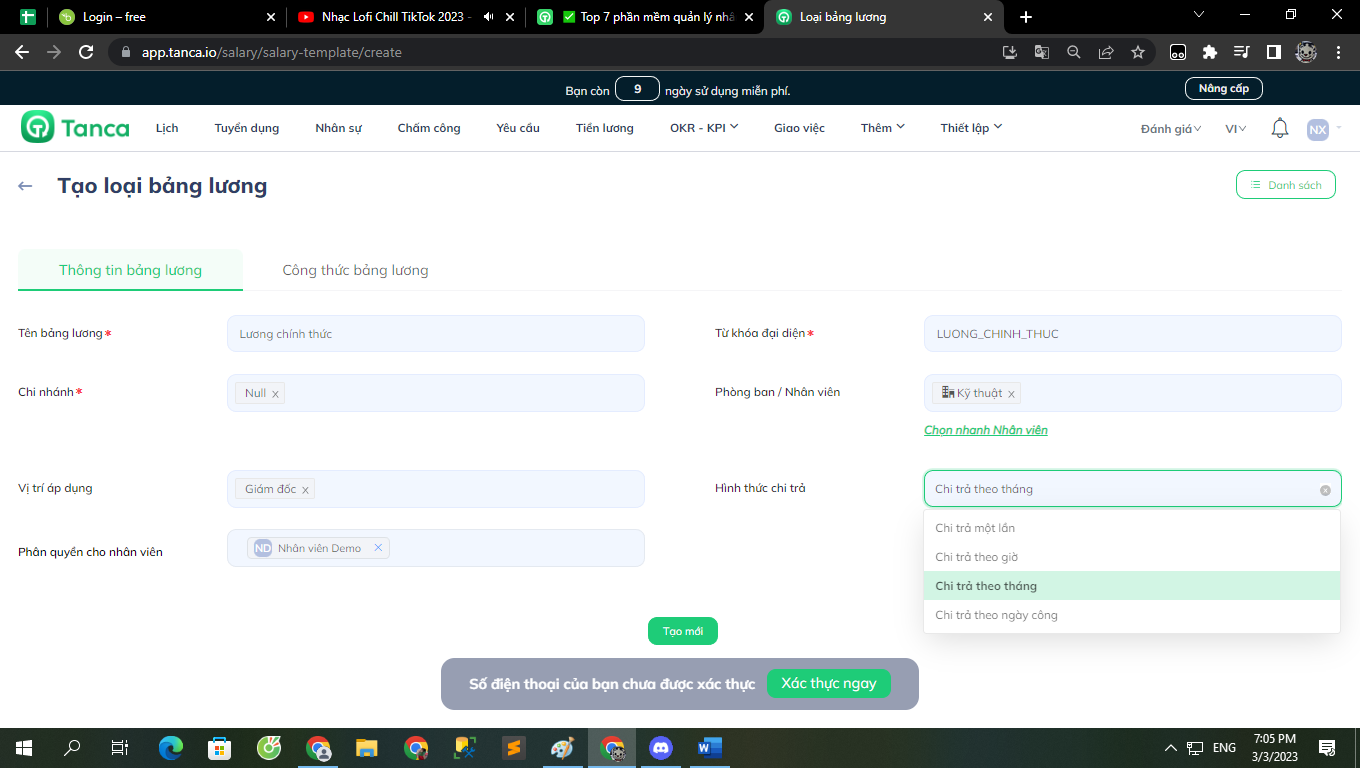 Login – free
Nhạc Lofi Chill TikTok 2023 -
✅ Top 7 phần mềm quản lý nhâ
Loại bảng lương
app.tanca.io/salary/salary-template/create
Bạn còn 9 ngày sử dụng miễn phí.
Nâng cấp
Tanca
Lịch
Tuyển dụng
Nhân sự
Chấm công
Yêu cầu
Tiền lương
OKR - KPI
Giao việc
Thêm
Thiết lập
Đánh giá
VI
NX
Tạo loại bảng lương
Danh sách
Thông tin bảng lương
Công thức bảng lương
Tên bảng lương*
Lương chính thức
Từ khóa đại diện*
LUONG_CHINH_THUC
Chi nhánh*
Null x
Phòng ban / Nhân viên
Kỹ thuật x
Chọn nhanh Nhân viên
Vị trí áp dụng
Giám đốc x
Hình thức chi trả
Chi trả theo tháng
Chi trả một lần
Chi trả theo giờ
Chi trả theo tháng
Chi trả theo ngày công
Phân quyền cho nhân viên
ND Nhân viên Demo ×
Tạo mới
Số điện thoại của bạn chưa được xác thực
Xác thực ngay
ENG
7:05 PM
3/3/2023